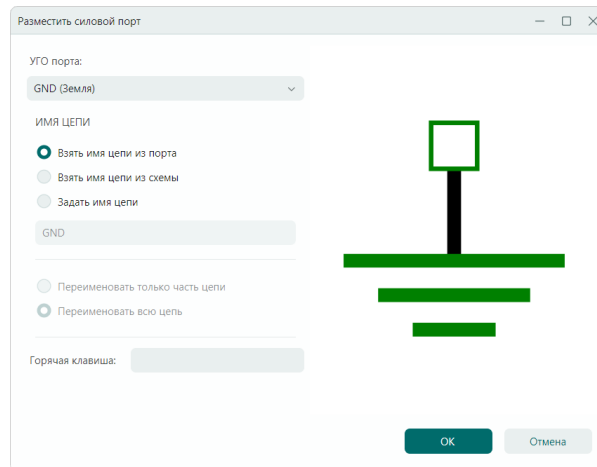 Разместить силовой порт
УГО порта:
GND (Земля)
ИМЯ ЦЕПИ
Взять имя цепи из порта
Взять имя цепи из схемы
Задать имя цепи
GND
Переименовать только часть цепи
Переименовать всю цепь
Горячая клавиша:
OK
Отмена